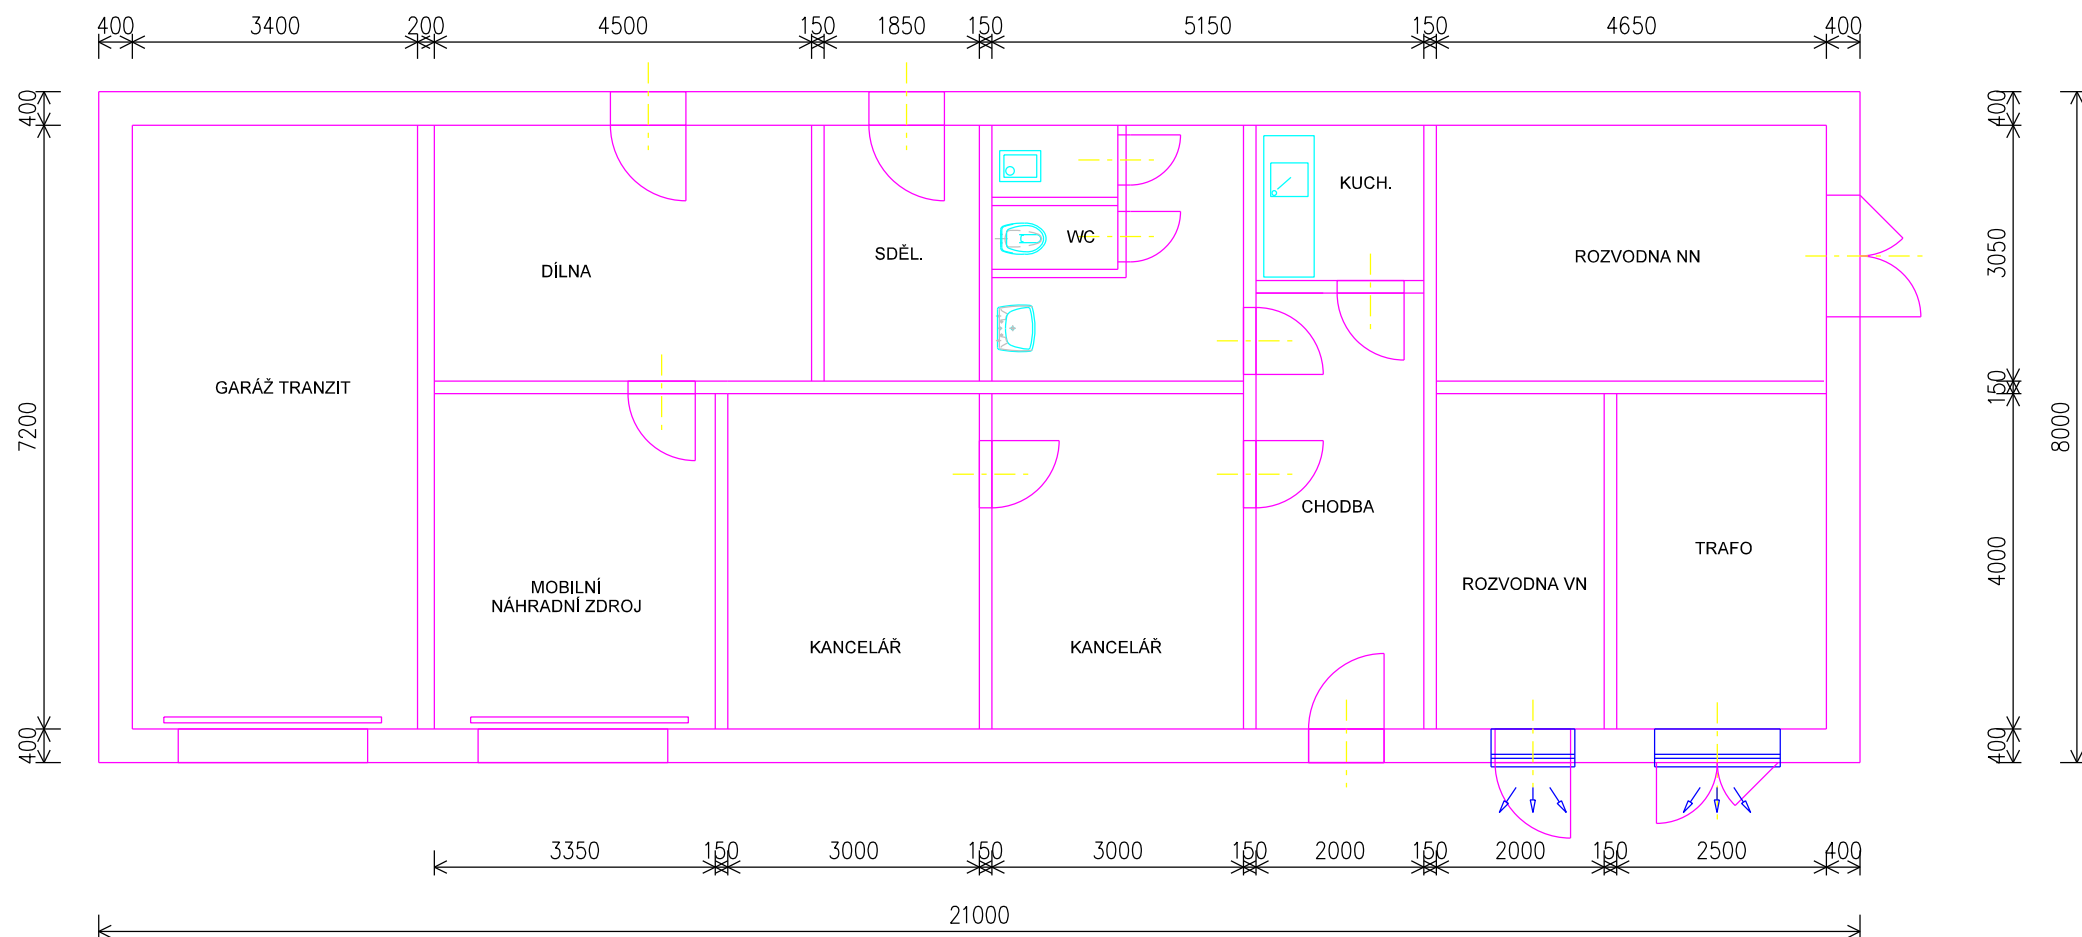 400 3400 200 4500 150 1850 150 5150 150 4650 400
400
7200
400
400
3050
150
4000
400
8000
KUCH.
WC
SDĚL.
DÍLNA
ROZVODNA NN
GARÁŽ TRANZIT
CHODBA
TRAFO
MOBILNÍ
NÁHRADNÍ ZDROJ
ROZVODNA VN
KANCELÁŘ
KANCELÁŘ
3350 150 3000 150 3000 150 2000 150 2000 150 2500 400
21000